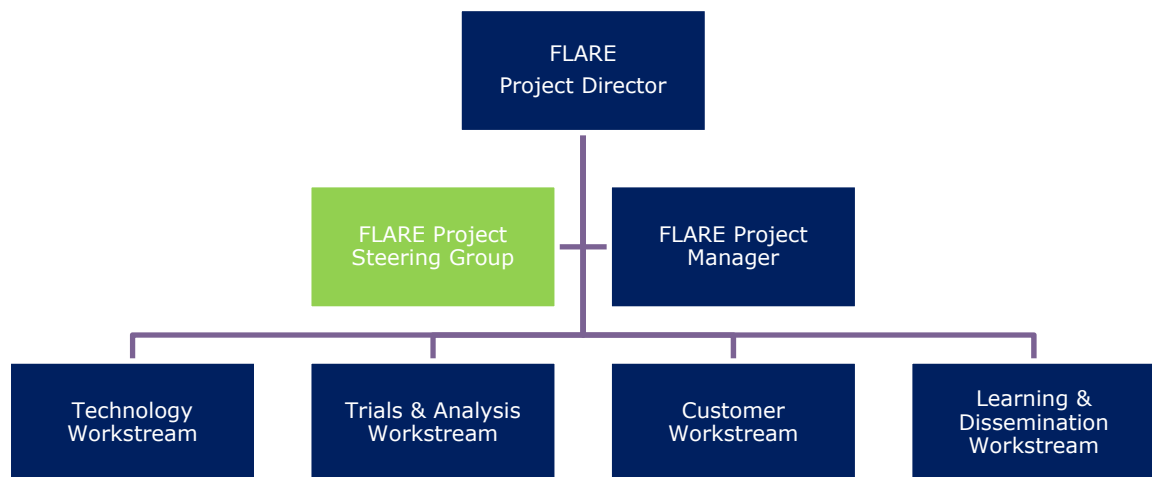 FLARE
Project Director
FLARE Project
Steering Group
FLARE Project
Manager
Technology
Workstream
Trials & Analysis
Workstream
Customer
Workstream
Learning &
Dissemination
Workstream